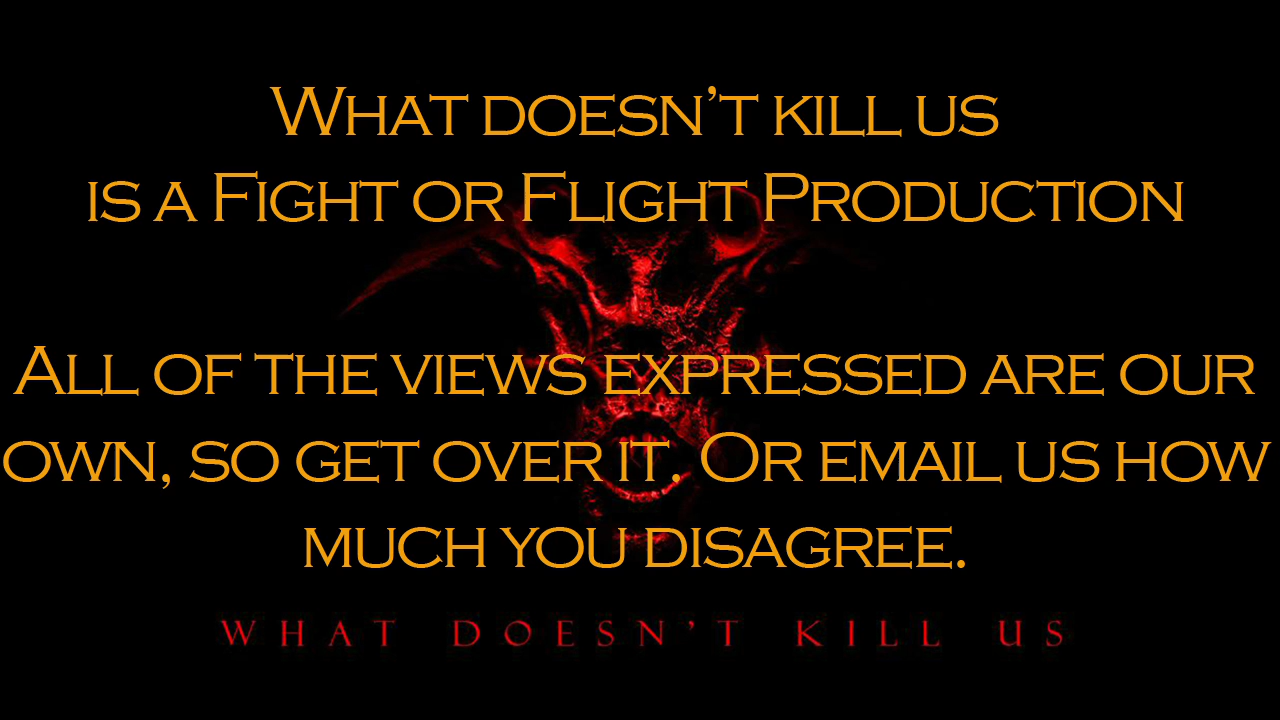 What doesn't kill us
is a Fight or Flight Production
All of the views expressed are our
own, so get over it. Or email us how
much you disagree.
WHAT DOESN'T KILL US